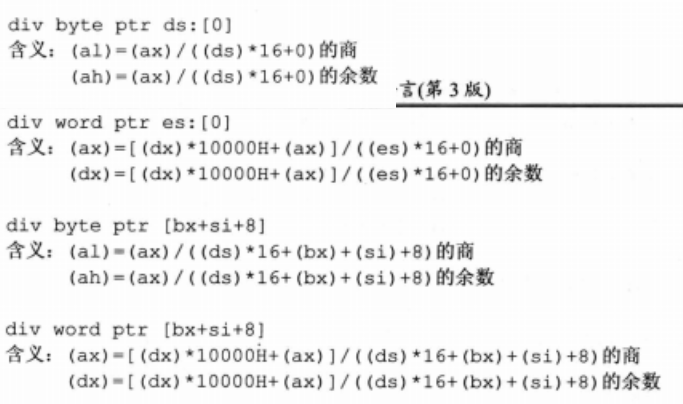 div byte ptr ds:[0]
含义: (al)=(ax)/((ds)*16+0)的商
(ah)=(ax)/((ds)*16+0)的余数
言(第 3 版)
div word ptr es:[0]
含义: (ax)=[(dx)*10000H+(ax)]/((es)*16+0)的商
(dx)=[(dx)*10000H+(ax)]/((es)*16+0)的余数
div byte ptr [bx+si+8]
含义: (al)=(ax)/((ds)*16+(bx)+(si)+8)的商
(ah)=(ax)/((ds)*16+(bx)+(si)+8)的余数
div word ptr [bx+si+8]
含义: (ax)=[(dx)*10000H+(ax)]/((ds)*16+(bx)+(si)+8)的商
(dx)=[(dx)*10000H+(ax)]/((ds)*16+(bx)+(si)+8)的余数